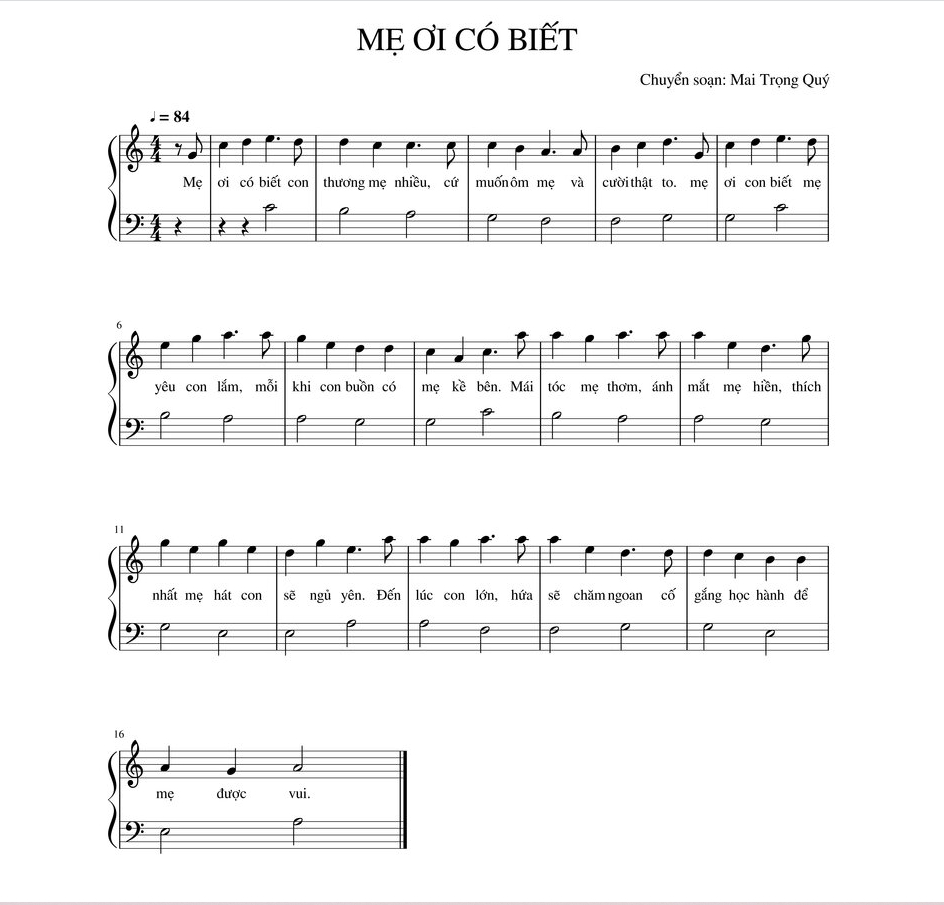 MẸ ƠI CÓ BIẾT
Chuyển soạn: Mai Trọng Quý
♩ = 84
Mẹ ơi có biết con thương mẹ nhiều, cứ muốn ôm mẹ và cười thật to. mẹ ơi con biết mẹ
6
yêu con lắm, mỗi khi con buồn có mẹ kề bên. Mái tóc mẹ thơm, ánh mắt mẹ hiền, thích
11
nhất mẹ hát con sẽ ngủ yên. Đến lúc con lớn, hứa sẽ chăm ngoan cố gắng học hành để
16
mẹ được vui.